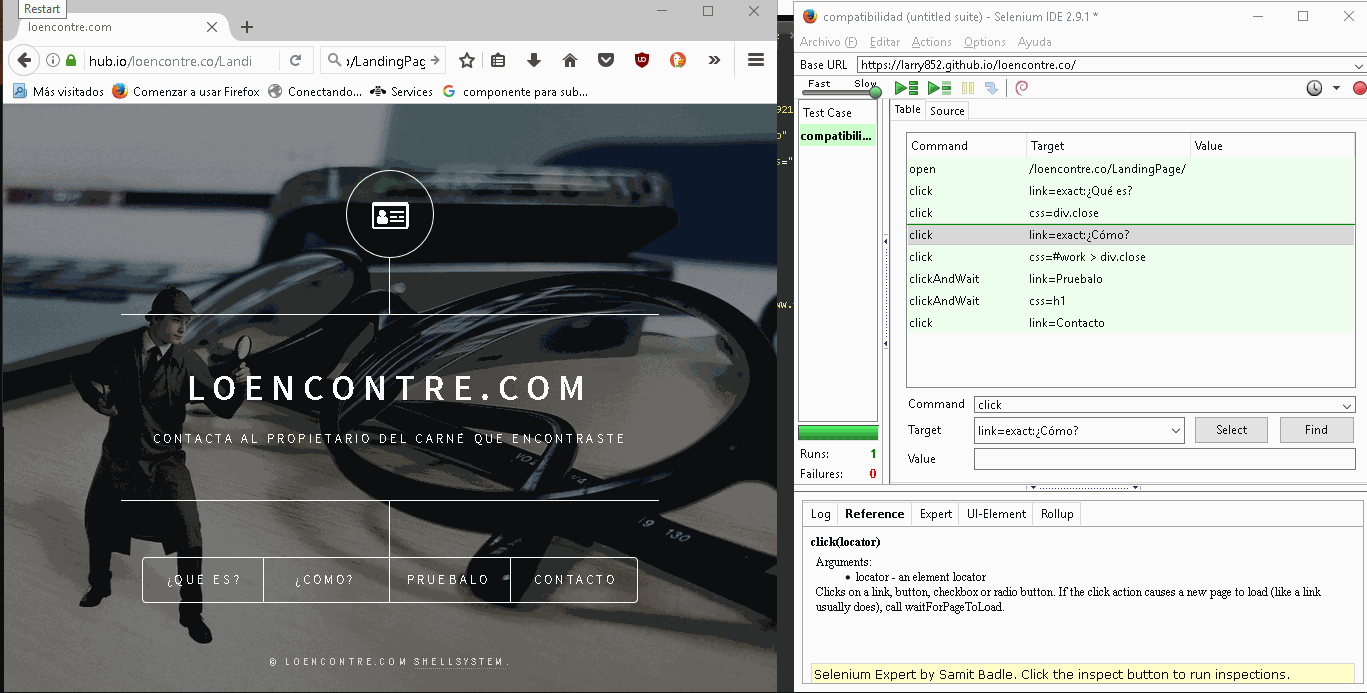 Restart
loencontre.com
hub.io/loencontre.co/Landi
/LandingPag
Más visitados
Comenzar a usar Firefox
Conectando...
Services
componente para sub...
LOENCONTRE.COM
CONTACTA AL PROPIETARIO DEL CARNÉ QUE ENCONTRASTE
¿QUÉ ES?
¿CÓMO?
PRUEBALO
CONTACTO
© LOENCONTRE.COM SHELLSYSTEM.
compatibilidad (untitled suite) - Selenium IDE 2.9.1 *
Archivo (F) Editar Actions Options Ayuda
Base URL https://larry852.github.io/loencontre.co/
Fast Slow
Test Case
compatibili...
Table Source
Command Target Value
open /loencontre.co/LandingPage/
click link=exact:¿Qué es?
click css=div.close
click link=exact:¿Cómo?
click css=#work > div.close
clickAndWait link=Pruebalo
clickAndWait css=h1
click link=Contacto
Command click
Target link=exact:¿Cómo? Select Find
Value
Runs: 1
Failures: 0
Log Reference Expert UI-Element Rollup
click(locator)
Arguments:
• locator - an element locator
Clicks on a link, button, checkbox or radio button. If the click action causes a new page to load (like a link
usually does), call waitForPageToLoad.
Selenium Expert by Samit Badle. Click the inspect button to run inspections.